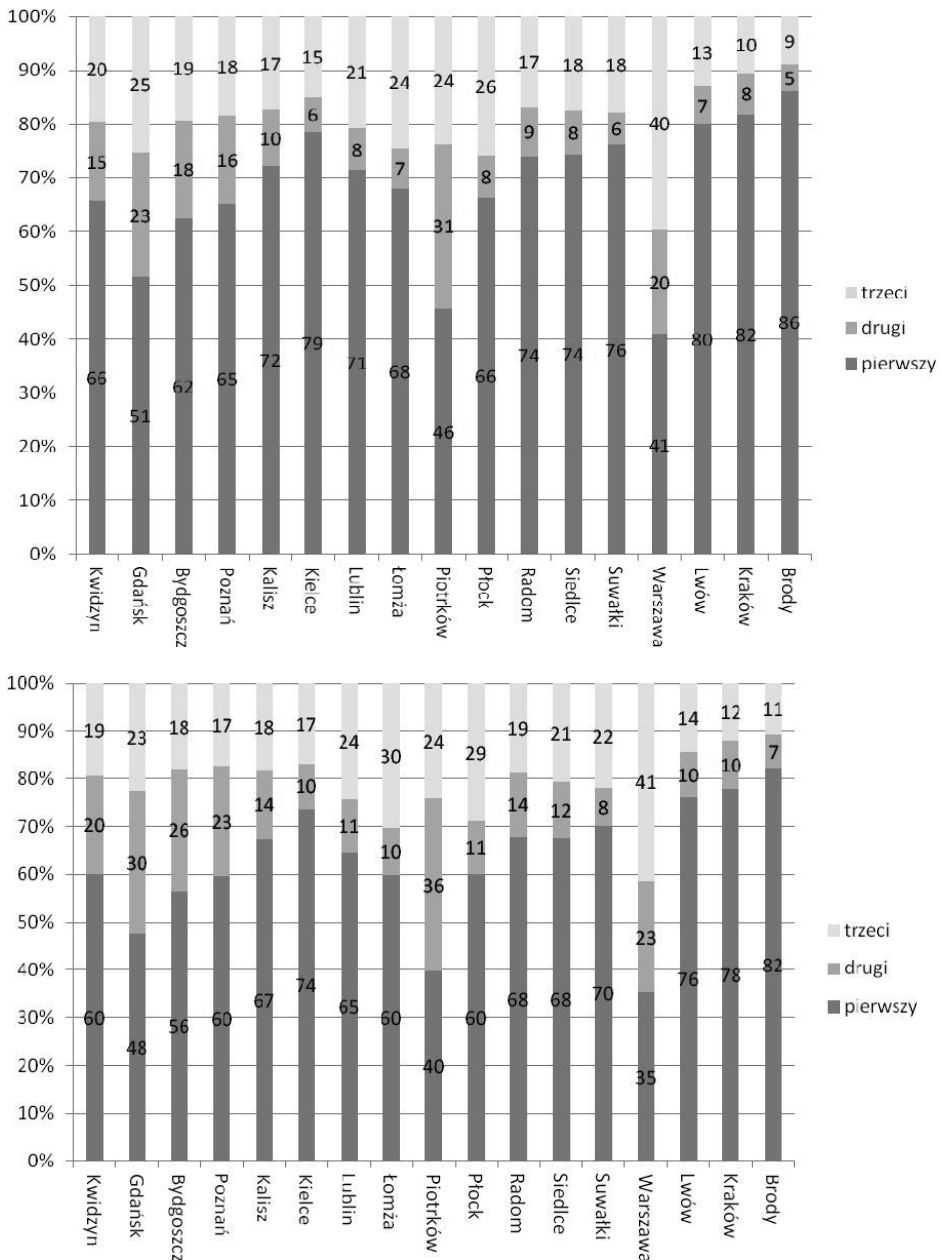 100%
90%
80%
70%
60%
50%
40%
30%
20%
10%
0%
20 25 19 18 17 15 21 24 24 26 17 18 18 40 13 10 9
15 23 18 16 10 6 8 7 31 8 9 8 6 20 7 8 5
66 51 62 65 72 79 71 68 46 66 74 74 76 41 80 82 86
Kwidzyn Gdańsk Bydgoszcz Poznań Kalisz Kielce Lublin Łomża Piotrków Płock Radom Siedlce Suwałki Warszawa Lwów Kraków Brody
trzeci
drugi
pierwszy
100%
90%
80%
70%
60%
50%
40%
30%
20%
10%
0%
19 23 18 17 18 17 24 30 24 29 19 21 22 41 14 12 11
20 30 26 23 14 10 11 10 36 11 14 12 8 23 10 10 7
60 48 56 60 67 74 65 60 40 60 68 68 70 35 76 78 82
Kwidzyn Gdańsk Bydgoszcz Poznań Kalisz Kielce Lublin Łomża Piotrków Płock Radom Siedlce Suwałki Warszawa Lwów Kraków Brody
trzeci
drugi
pierwszy